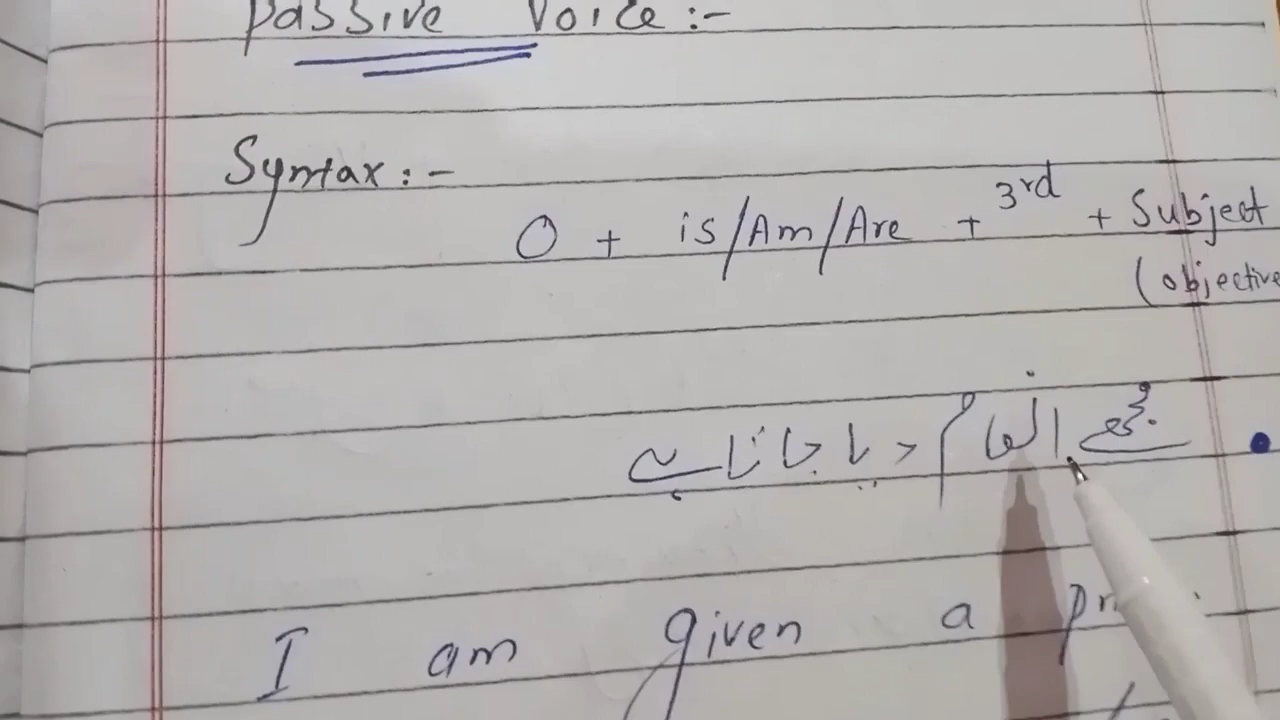 Passive Voice:-
Syntax:-
O + is/Am/Are + 3rd + Subject
(objective
مجھے انعام دیا جاتا ہے
I am given a